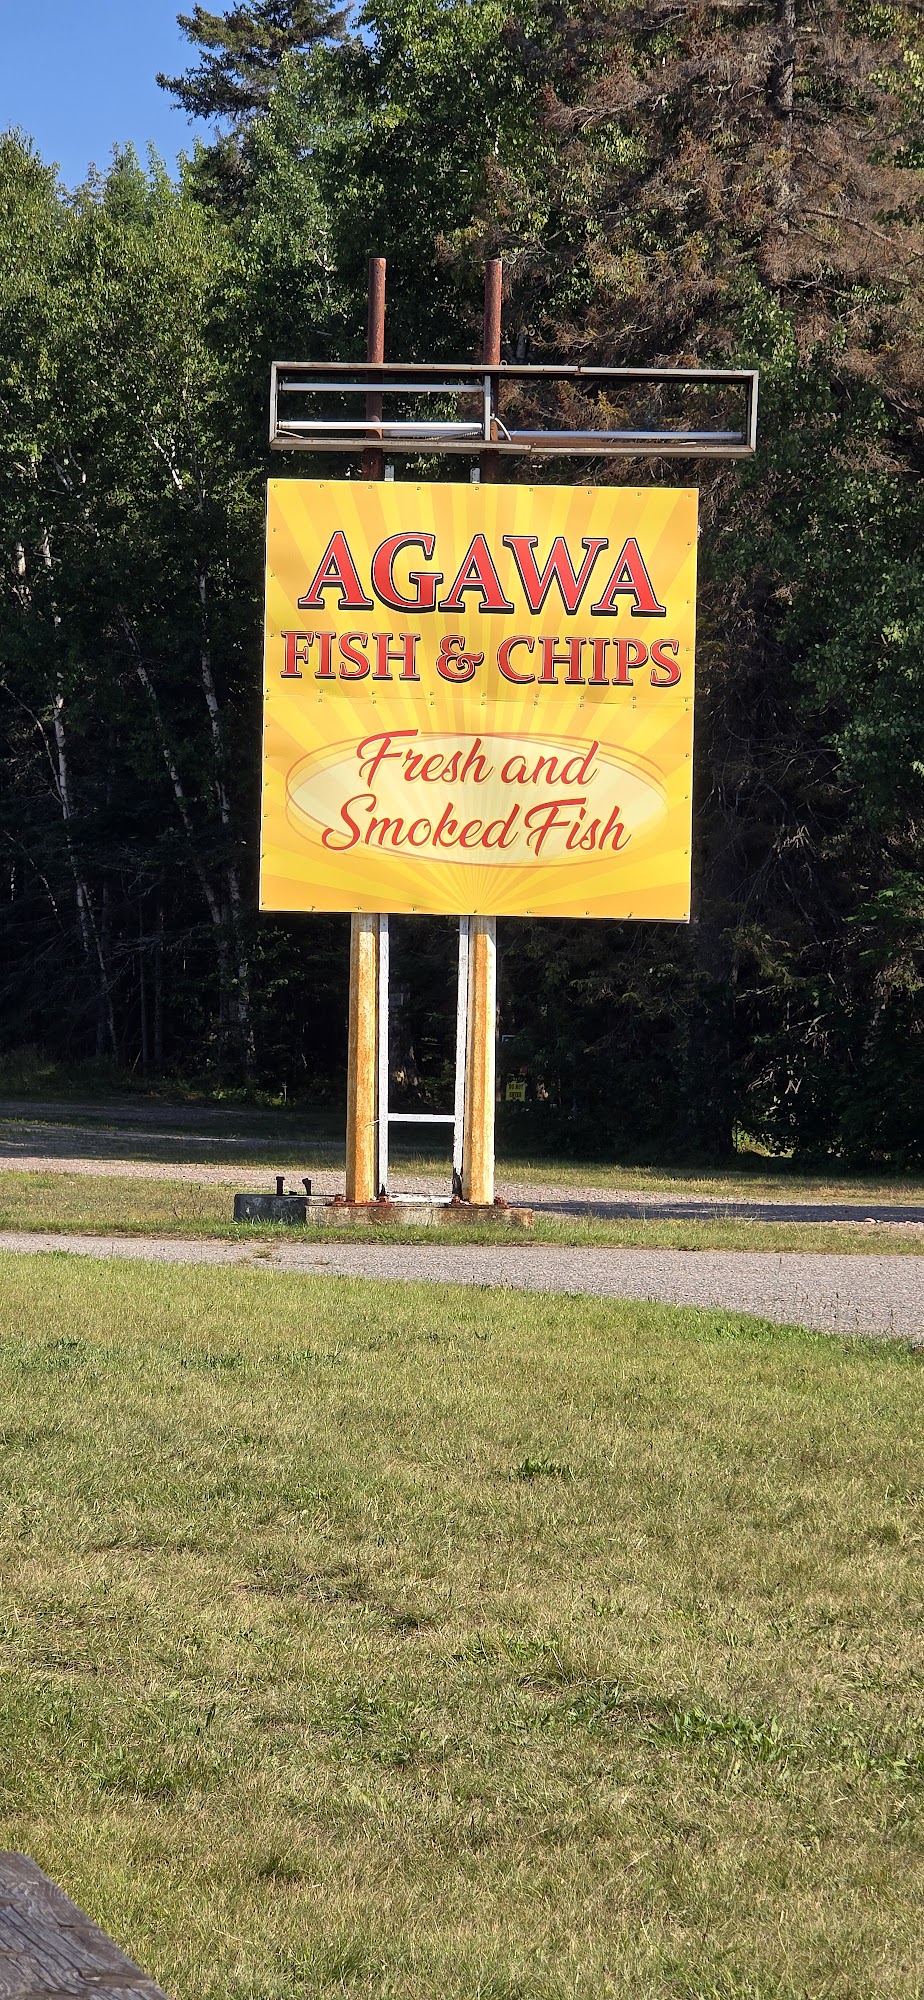 AGAWA
FISH & CHIPS
Fresh and
Smoked Fish